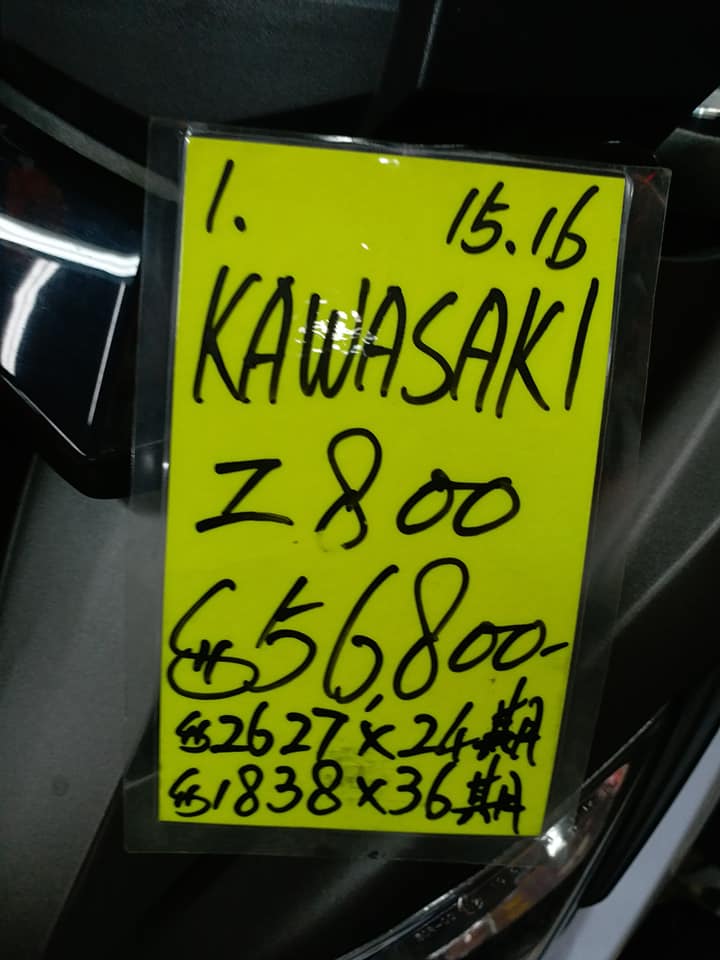 1. 15.16
KAWASAKI
Z800
$56,800-
$2627 x 24期
$1838 x 36期